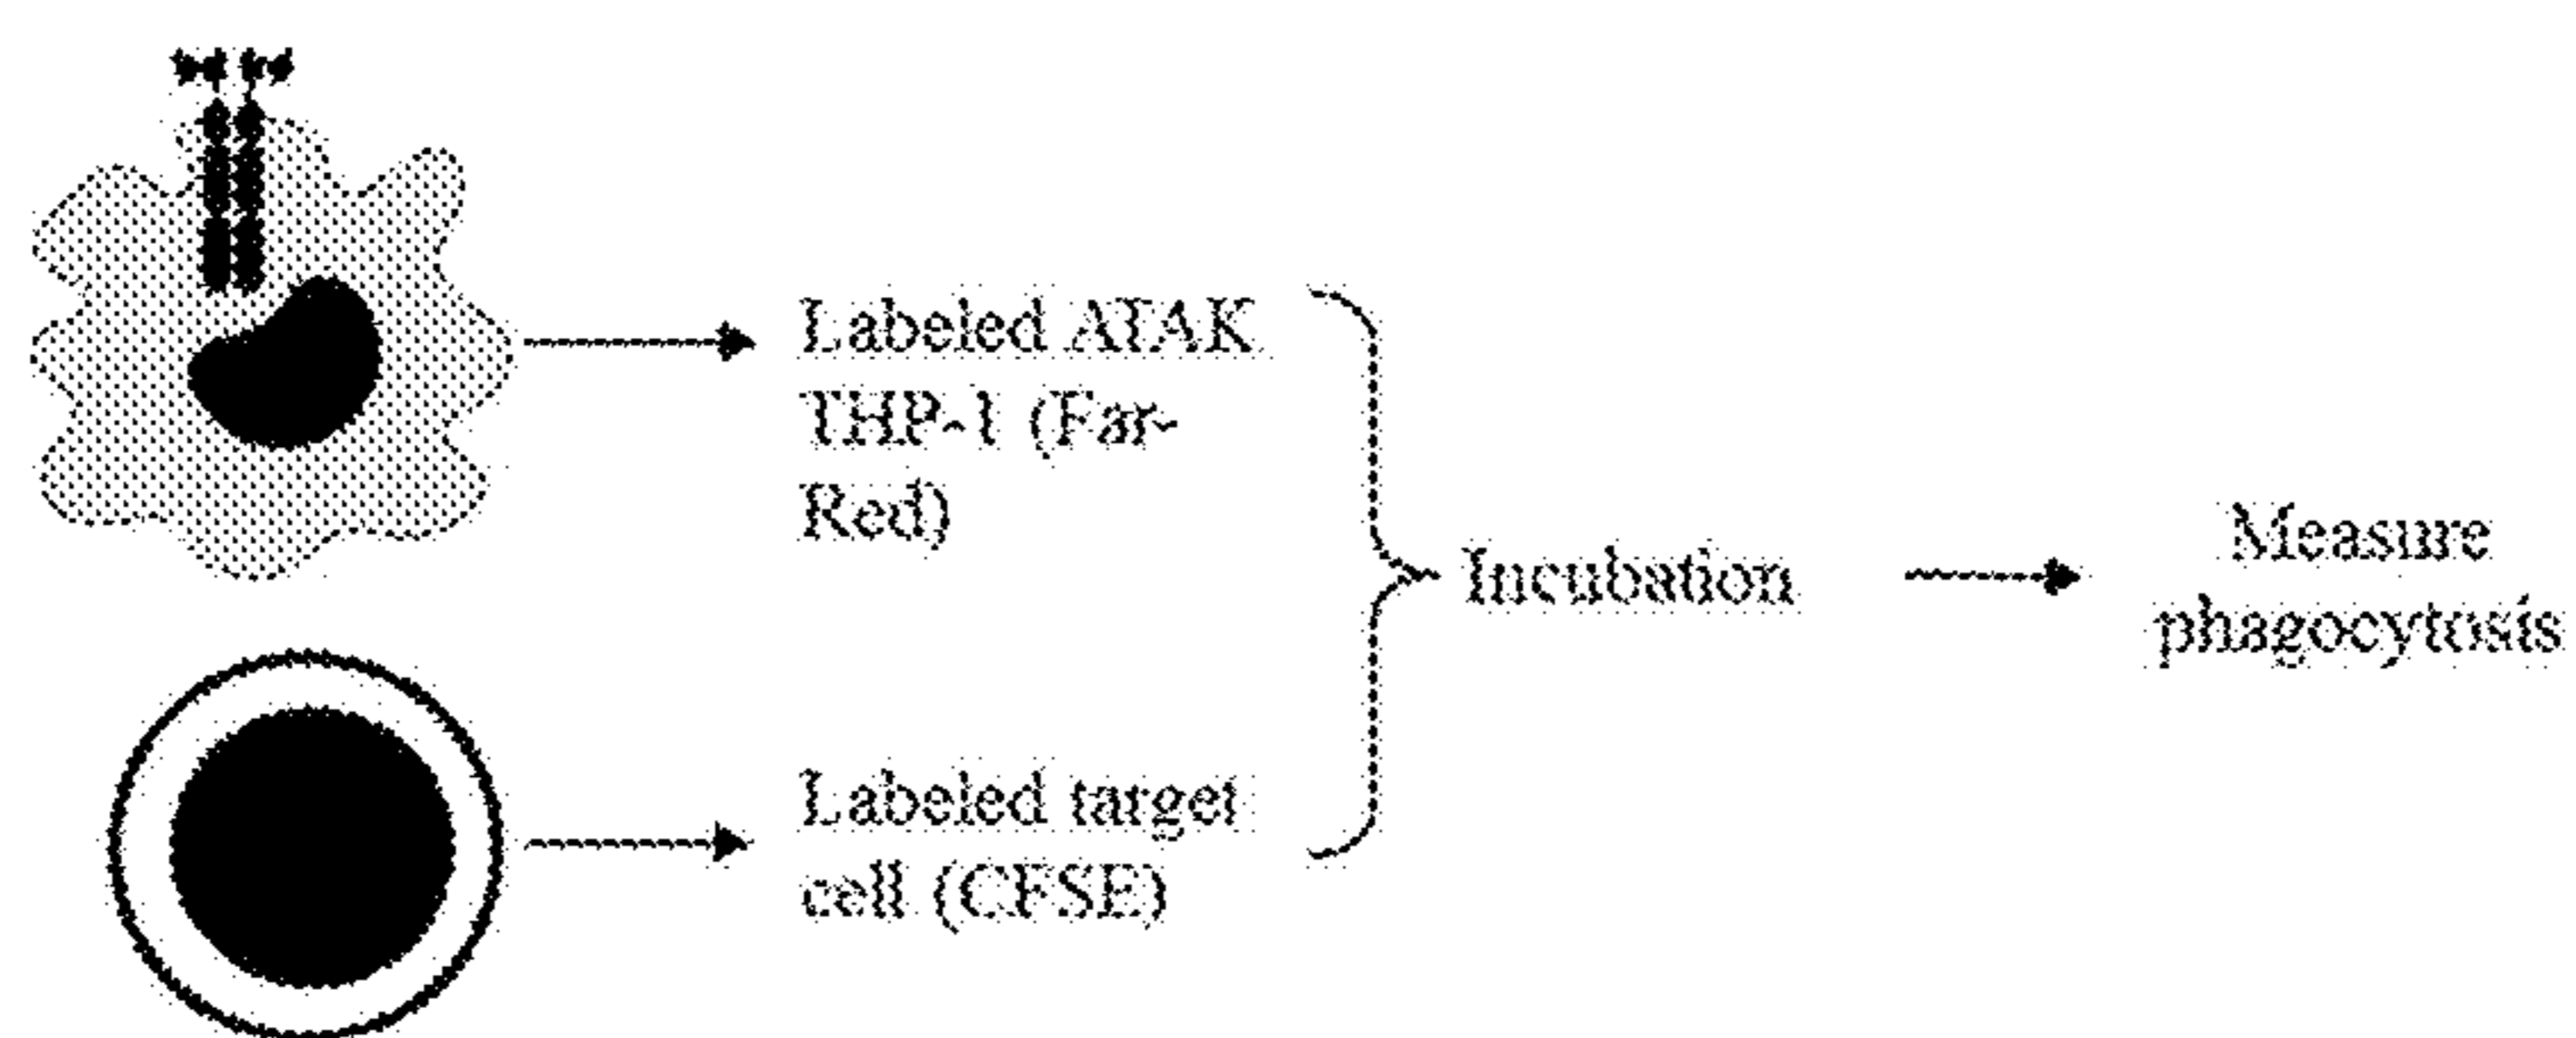 Labeled ATAK
THP-1 (Far-
Red)
Labeled target
cell (CFSE)
Incubation
Measure
phagocytosis